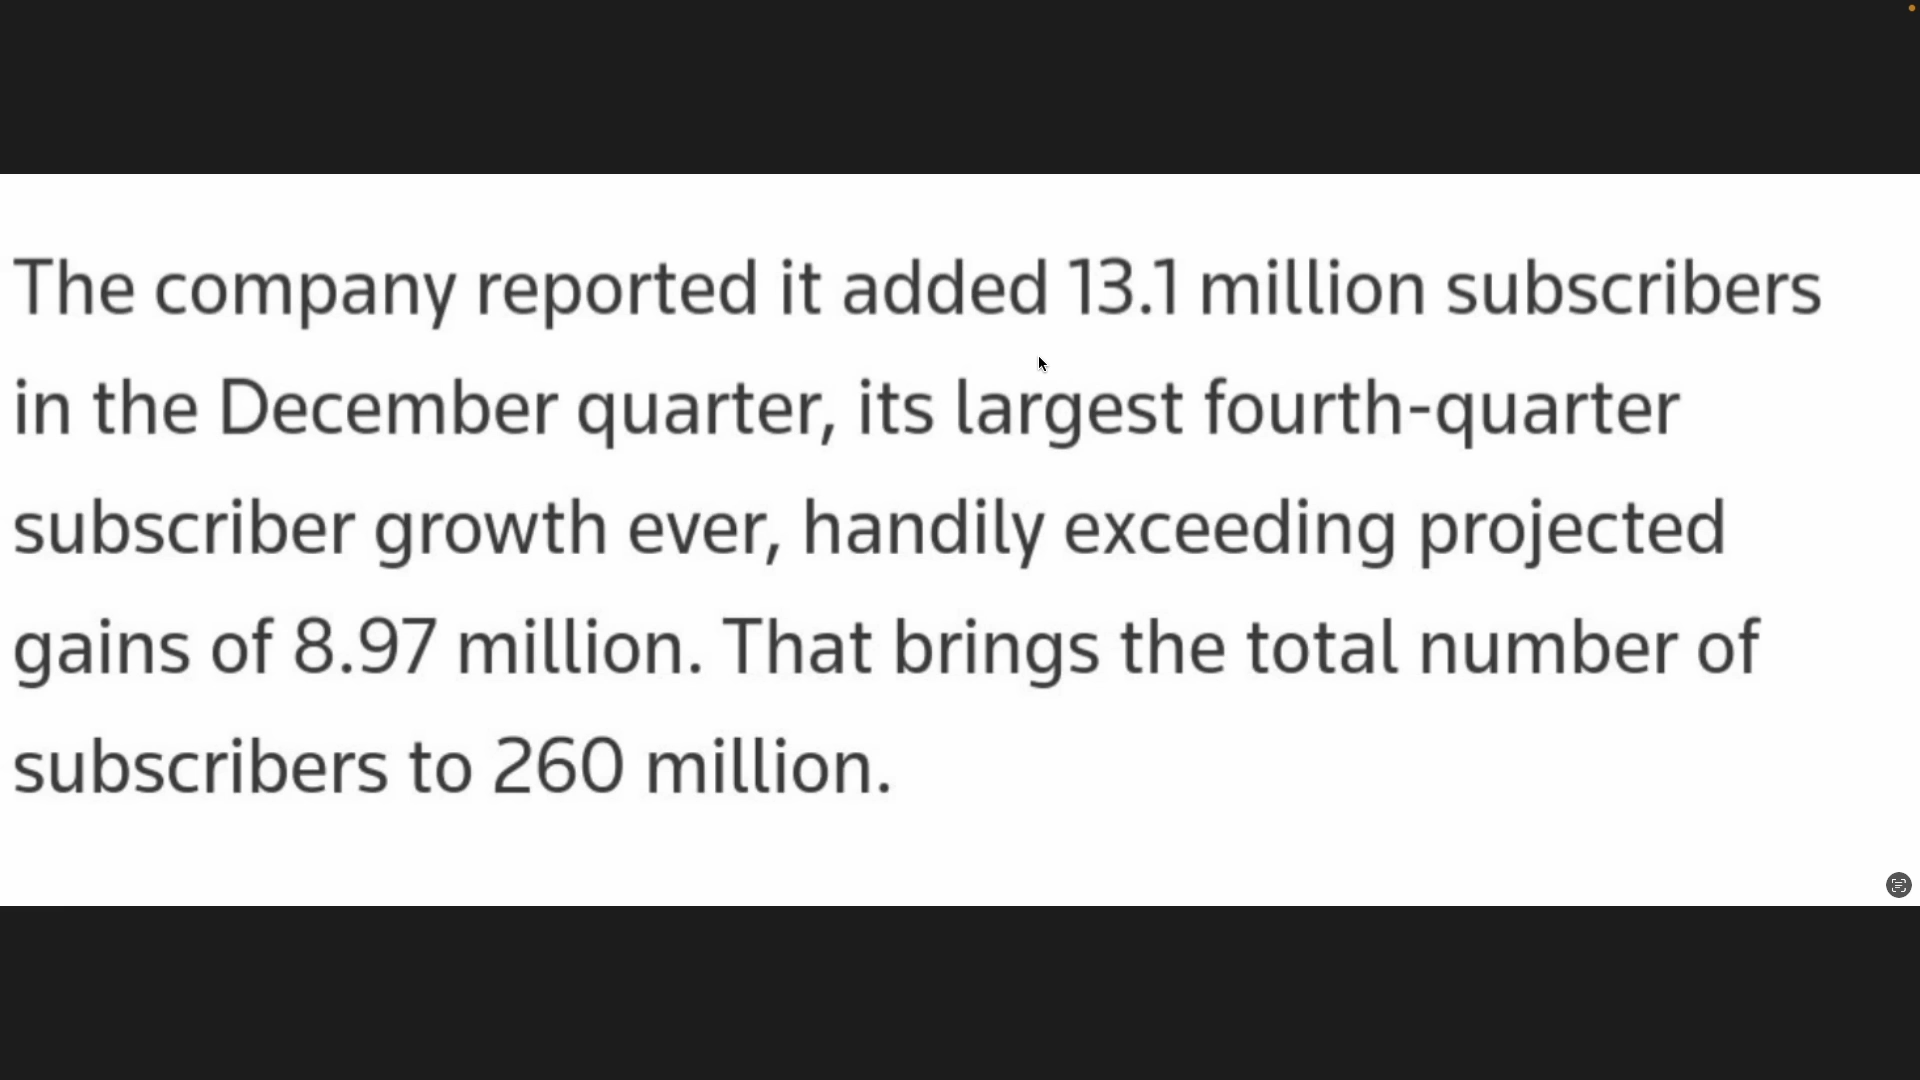 The company reported it added 13.1 million subscribers
in the December quarter, its largest fourth-quarter
subscriber growth ever, handily exceeding projected
gains of 8.97 million. That brings the total number of
subscribers to 260 million.